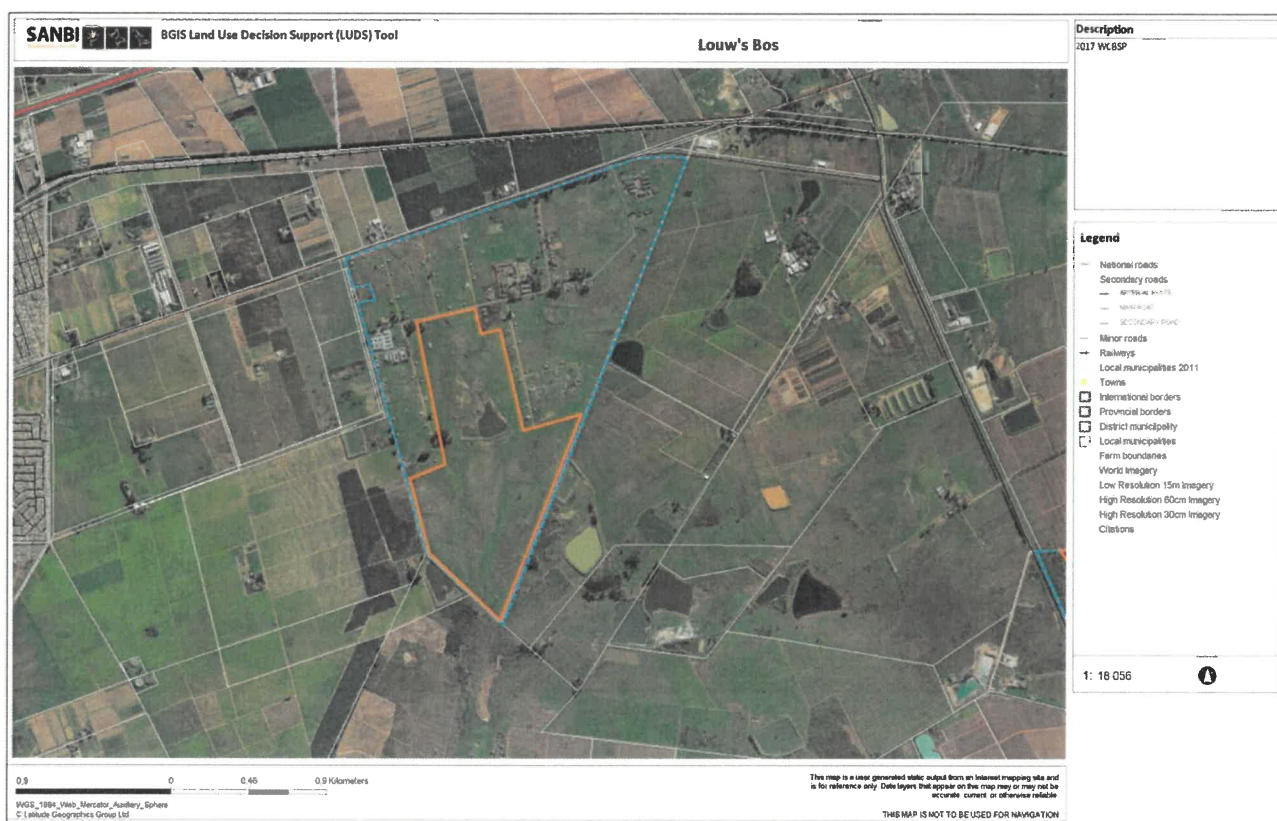 SANBI
BGIS Land Use Decision Support (LUDS) Tool
Louw's Bos
Description
2017 WCBSP
Legend
National roads
Secondary roads
SECONDARY ROAD
Minor roads
Railways
Local municipalities 2011
Towns
International borders
Provincial borders
District municipality
Local municipalities
Farm boundaries
World Imagery
Low Resolution 15m Imagery
High Resolution 60cm Imagery
High Resolution 30cm Imagery
Citations
1: 18 056
0,9 0 0,46 0,9 Kilometers
WGS_1984_Web_Mercator_Auxiliary_Sphere
© Latitude Geographics Group Ltd
This map is a user generated static output from an Internet mapping site and
is for reference only. Data layers that appear on this map may or may not be
accurate, current, or otherwise reliable.
THIS MAP IS NOT TO BE USED FOR NAVIGATION